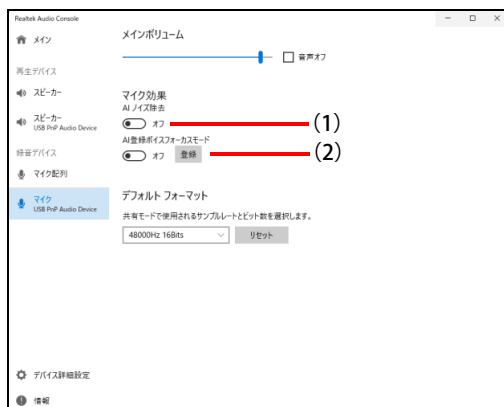 Realtek Audio Console
メイン
再生デバイス
スピーカー
スピーカー
USB PnP Audio Device
録音デバイス
マイク配列
マイク
USB PnP Audio Device
デバイス詳細設定
情報
メインボリューム
音声オフ
マイク効果
AI ノイズ除去
オフ
(1)
AI登録ボイスフォーカスモード
オフ 登録
(2)
デフォルト フォーマット
共有モードで使用されるサンプルレートとビット数を選択します。
48000Hz 16Bits リセット